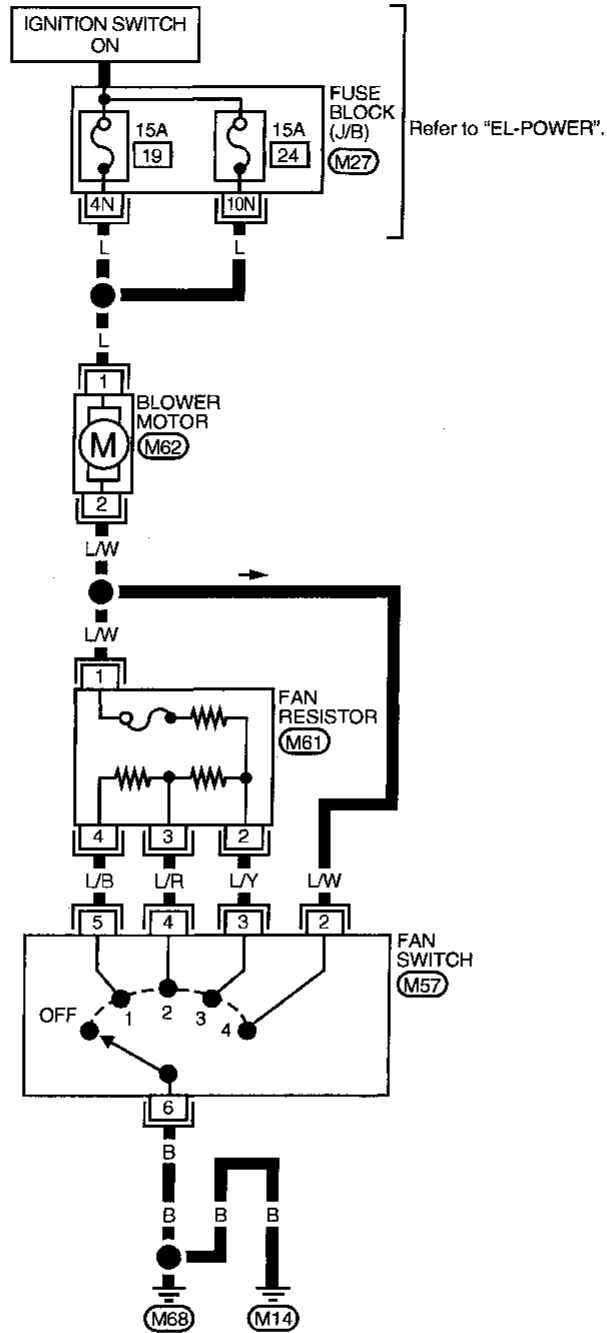 IGNITION SWITCH
ON
FUSE
BLOCK
(J/B)
M27
Refer to "EL-POWER".
15A
19
15A
24
4N
10N
L
L
L
1
BLOWER
MOTOR
M62
M
2
L/W
L/W
1
FAN
RESISTOR
M61
4
3
2
L/B
L/R
L/Y
L/W
5
4
3
2
FAN
SWITCH
M57
OFF
1
2
3
4
6
B
B
B
B
M68
M14